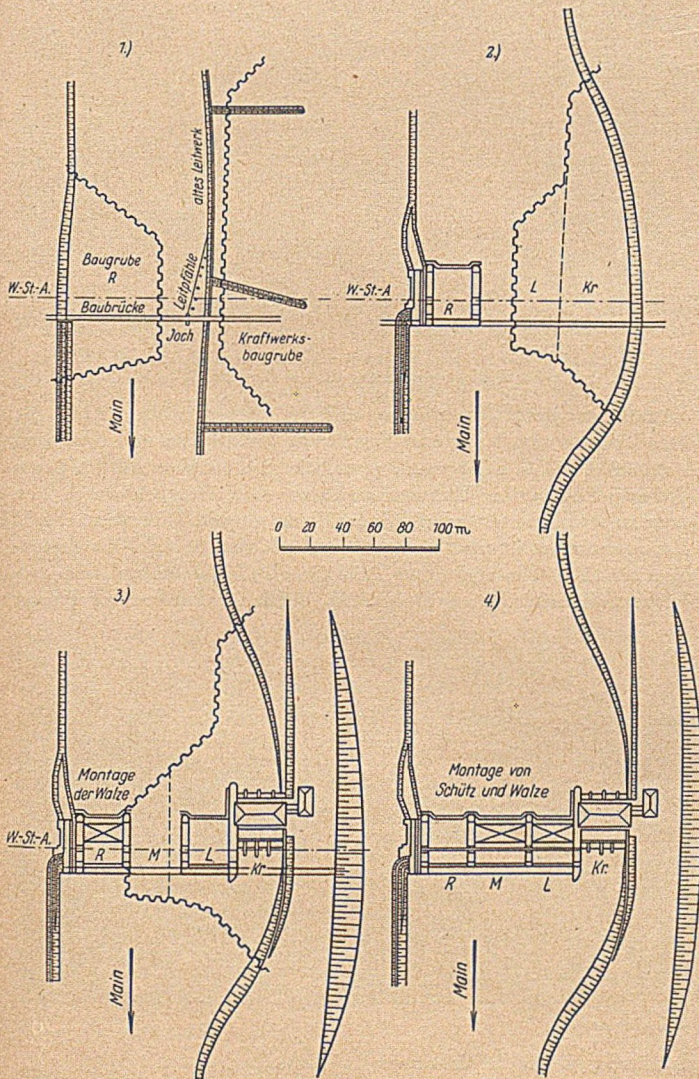 1.)
altes Leitwerk
Baugrube
R
Leitpfähle
W.-St.-A.
Baubrücke
Joch
Kraftwerks-
baugrube
Main
2.)
W.-St.-A
R
L
Kr
Main
0 20 40 60 80 100 m
3.)
Montage
der Walze
W.-St-A.
R
M
L
Kr
Main
4.)
Montage von
Schütz und Walze
R
M
L
Kr.
Main